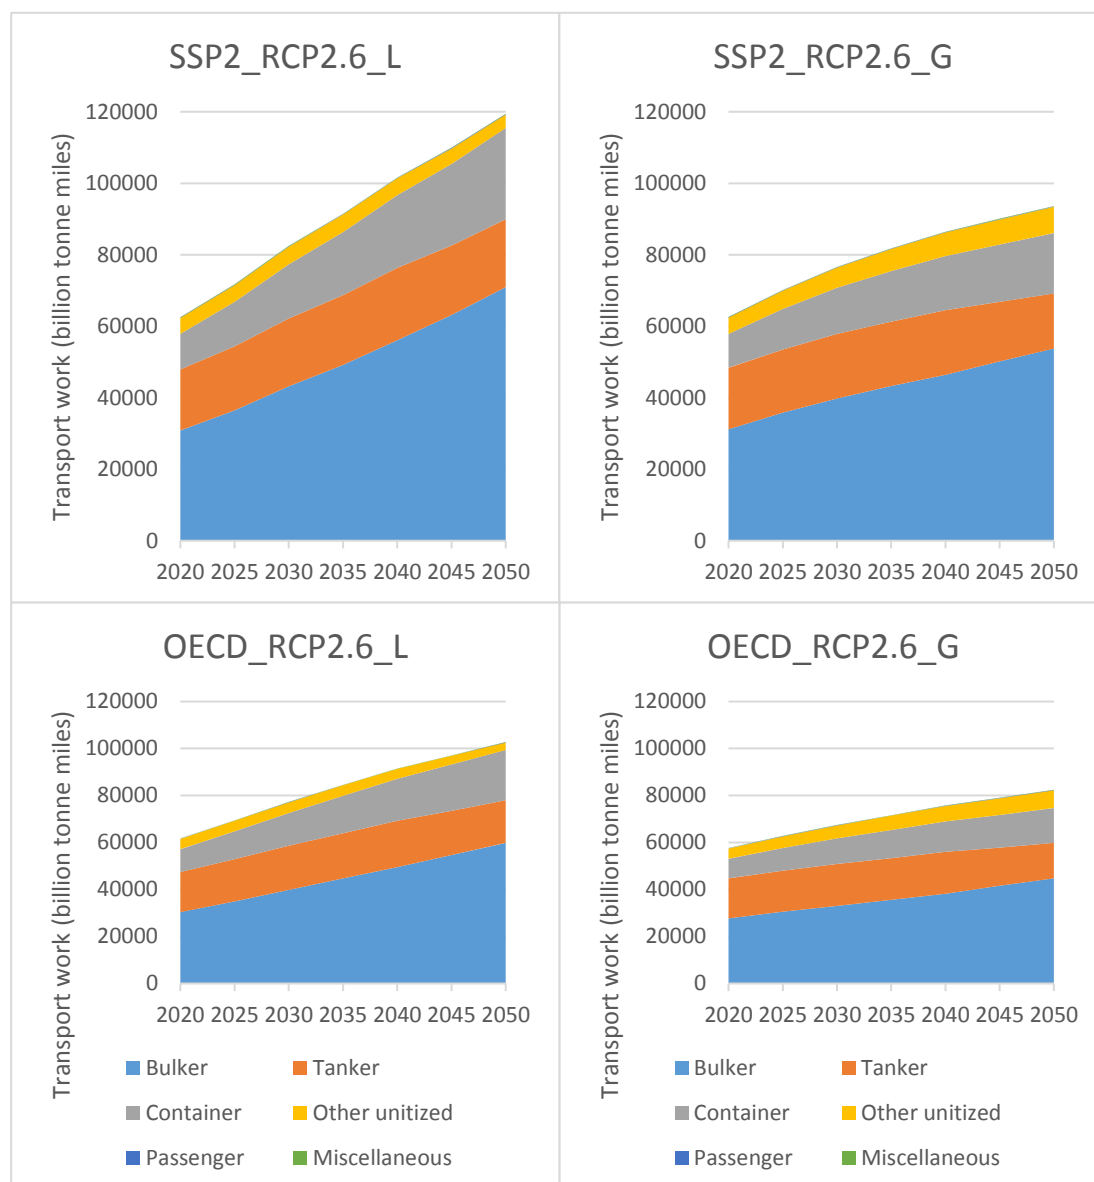 SSP2_RCP2.6_L
Transport work (billion tonne miles)
120000
100000
80000
60000
40000
20000
0
2020 2025 2030 2035 2040 2045 2050
SSP2_RCP2.6_G
Transport work (billion tonne miles)
120000
100000
80000
60000
40000
20000
0
2020 2025 2030 2035 2040 2045 2050
OECD_RCP2.6_L
Transport work (billion tonne miles)
120000
100000
80000
60000
40000
20000
0
2020 2025 2030 2035 2040 2045 2050
Bulker Tanker
Container Other unitized
Passenger Miscellaneous
OECD_RCP2.6_G
Transport work (billion tonne miles)
120000
100000
80000
60000
40000
20000
0
2020 2025 2030 2035 2040 2045 2050
Bulker Tanker
Container Other unitized
Passenger Miscellaneous